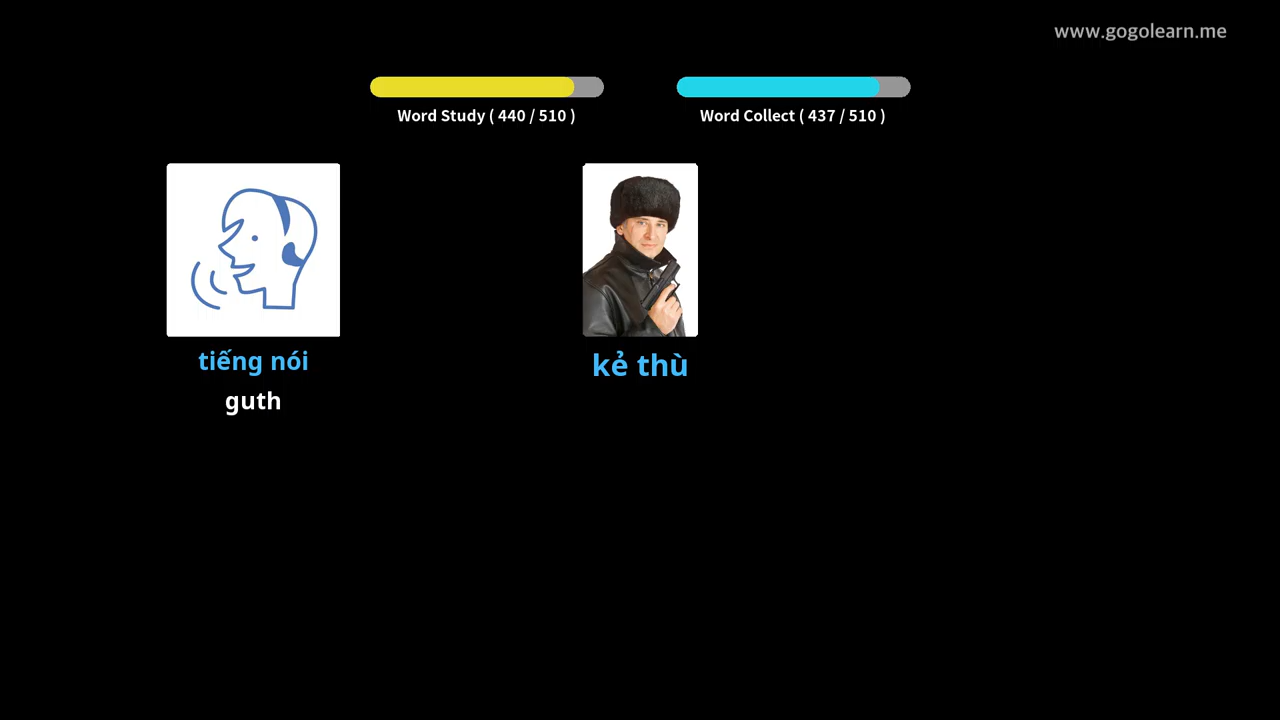 www.gogolearn.me
Word Study ( 440 / 510 )
Word Collect ( 437 / 510 )
tiếng nói
guth
kẻ thù